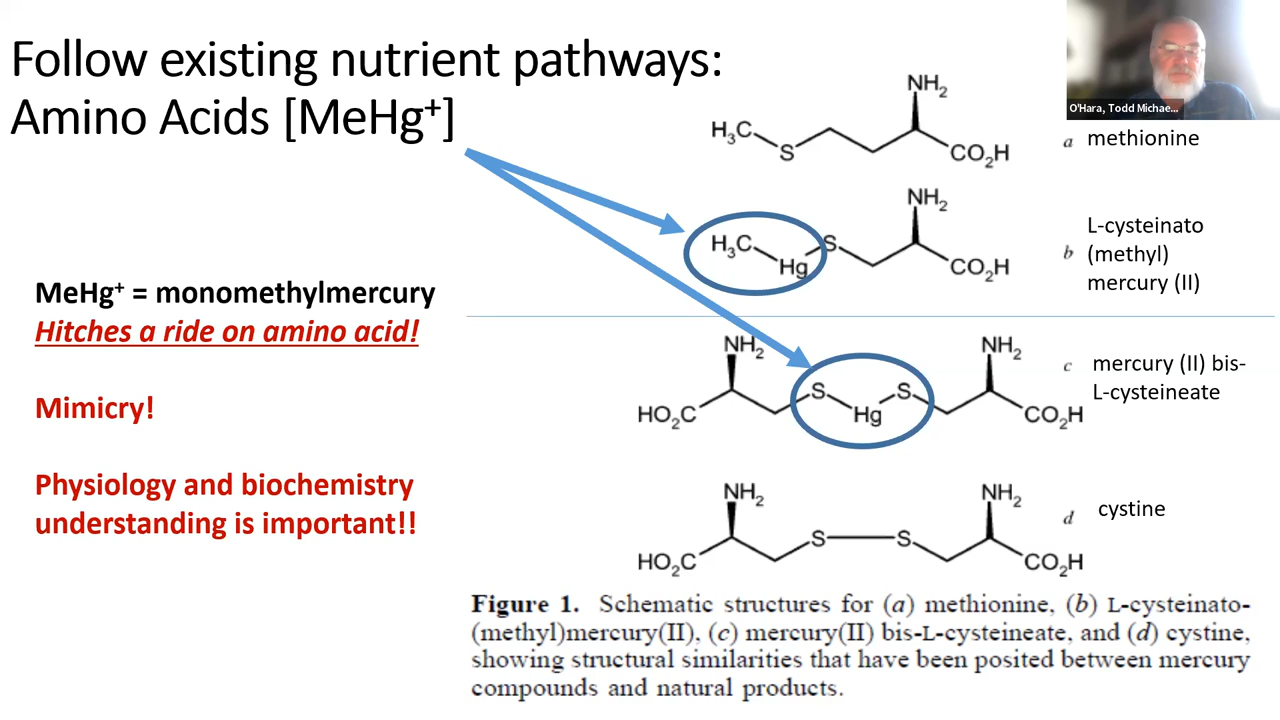 Follow existing nutrient pathways:
Amino Acids [MeHg⁺]
O'Hara, Todd Michae...
MeHg⁺ = monomethylmercury
Hitches a ride on amino acid!
Mimicry!
Physiology and biochemistry
understanding is important!!
NH₂
H₃C
S
CO₂H
a methionine
NH₂
H₃C
S
Hg
CO₂H
b
L-cysteinato
(methyl)
mercury (II)
NH₂
NH₂
S
S
Hg
HO₂C
CO₂H
c
mercury (II) bis-
L-cysteineate
NH₂
NH₂
S
S
HO₂C
CO₂H
d cystine
Figure 1. Schematic structures for (a) methionine, (b) L-cysteinato-
(methyl)mercury(II), (c) mercury(II) bis-L-cysteineate, and (d) cystine,
showing structural similarities that have been posited between mercury
compounds and natural products.